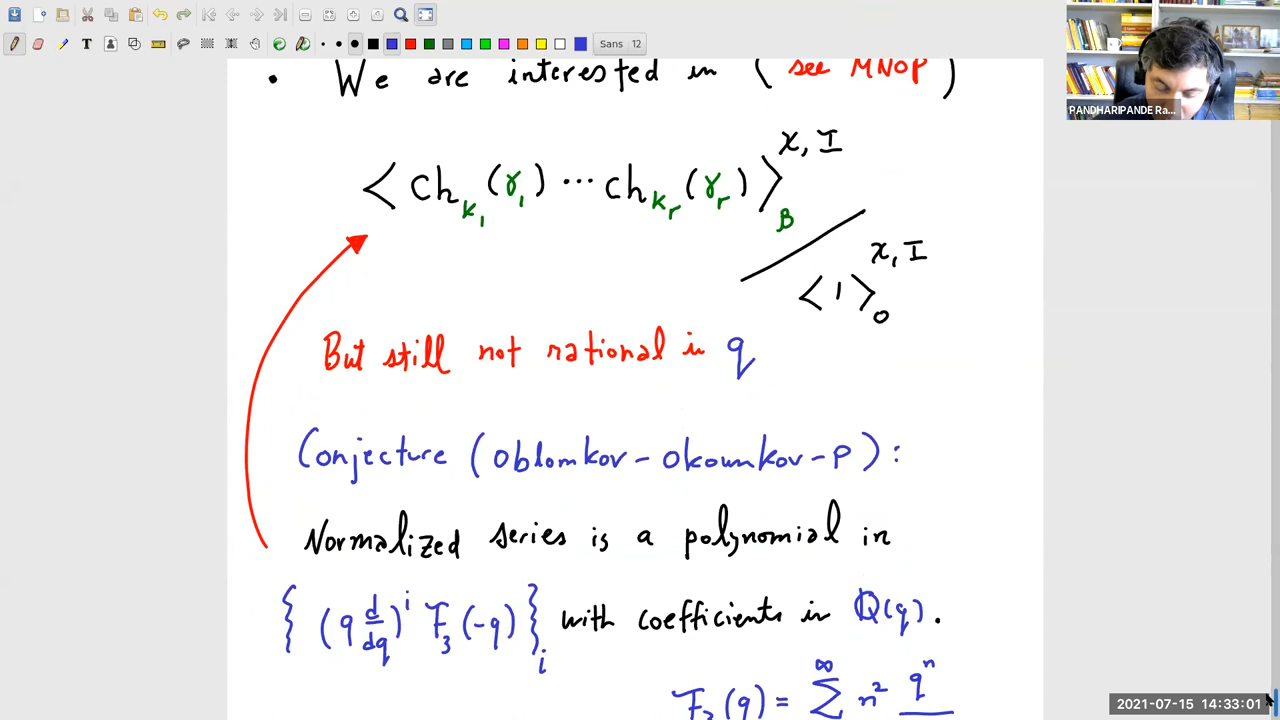 Sans 12
PANDHARIPANDE Ra...
• We are interested in (see MNOP)
< Ch_{k_1}(γ_1) ⋯ Ch_{k_r}(γ_r) >_β^{X, I}
/ < 1 >_0^{X, I}
But still not rational in q
Conjecture (Oblomkov - Okounkov - P):
Normalized series is a polynomial in
{ (q d/dq)^i F_3(-q) }_i with coefficients in ℚ(q).
F_3(q) = ∑^∞ n² q^n
2021-07-15 14:33:01